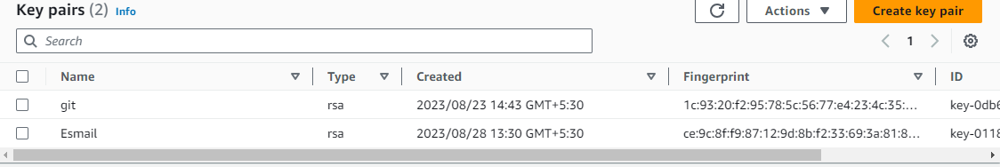 Key pairs (2) Info Actions Create key pair
Search 1
Name Type Created Fingerprint ID
git rsa 2023/08/23 14:43 GMT+5:30 1c:93:20:f2:95:78:5c:56:77:e4:23:4c:35:... key-0db6
Esmail rsa 2023/08/28 13:30 GMT+5:30 ce:9c:8f:f9:87:12:9d:8b:f2:33:69:3a:81:8... key-0118